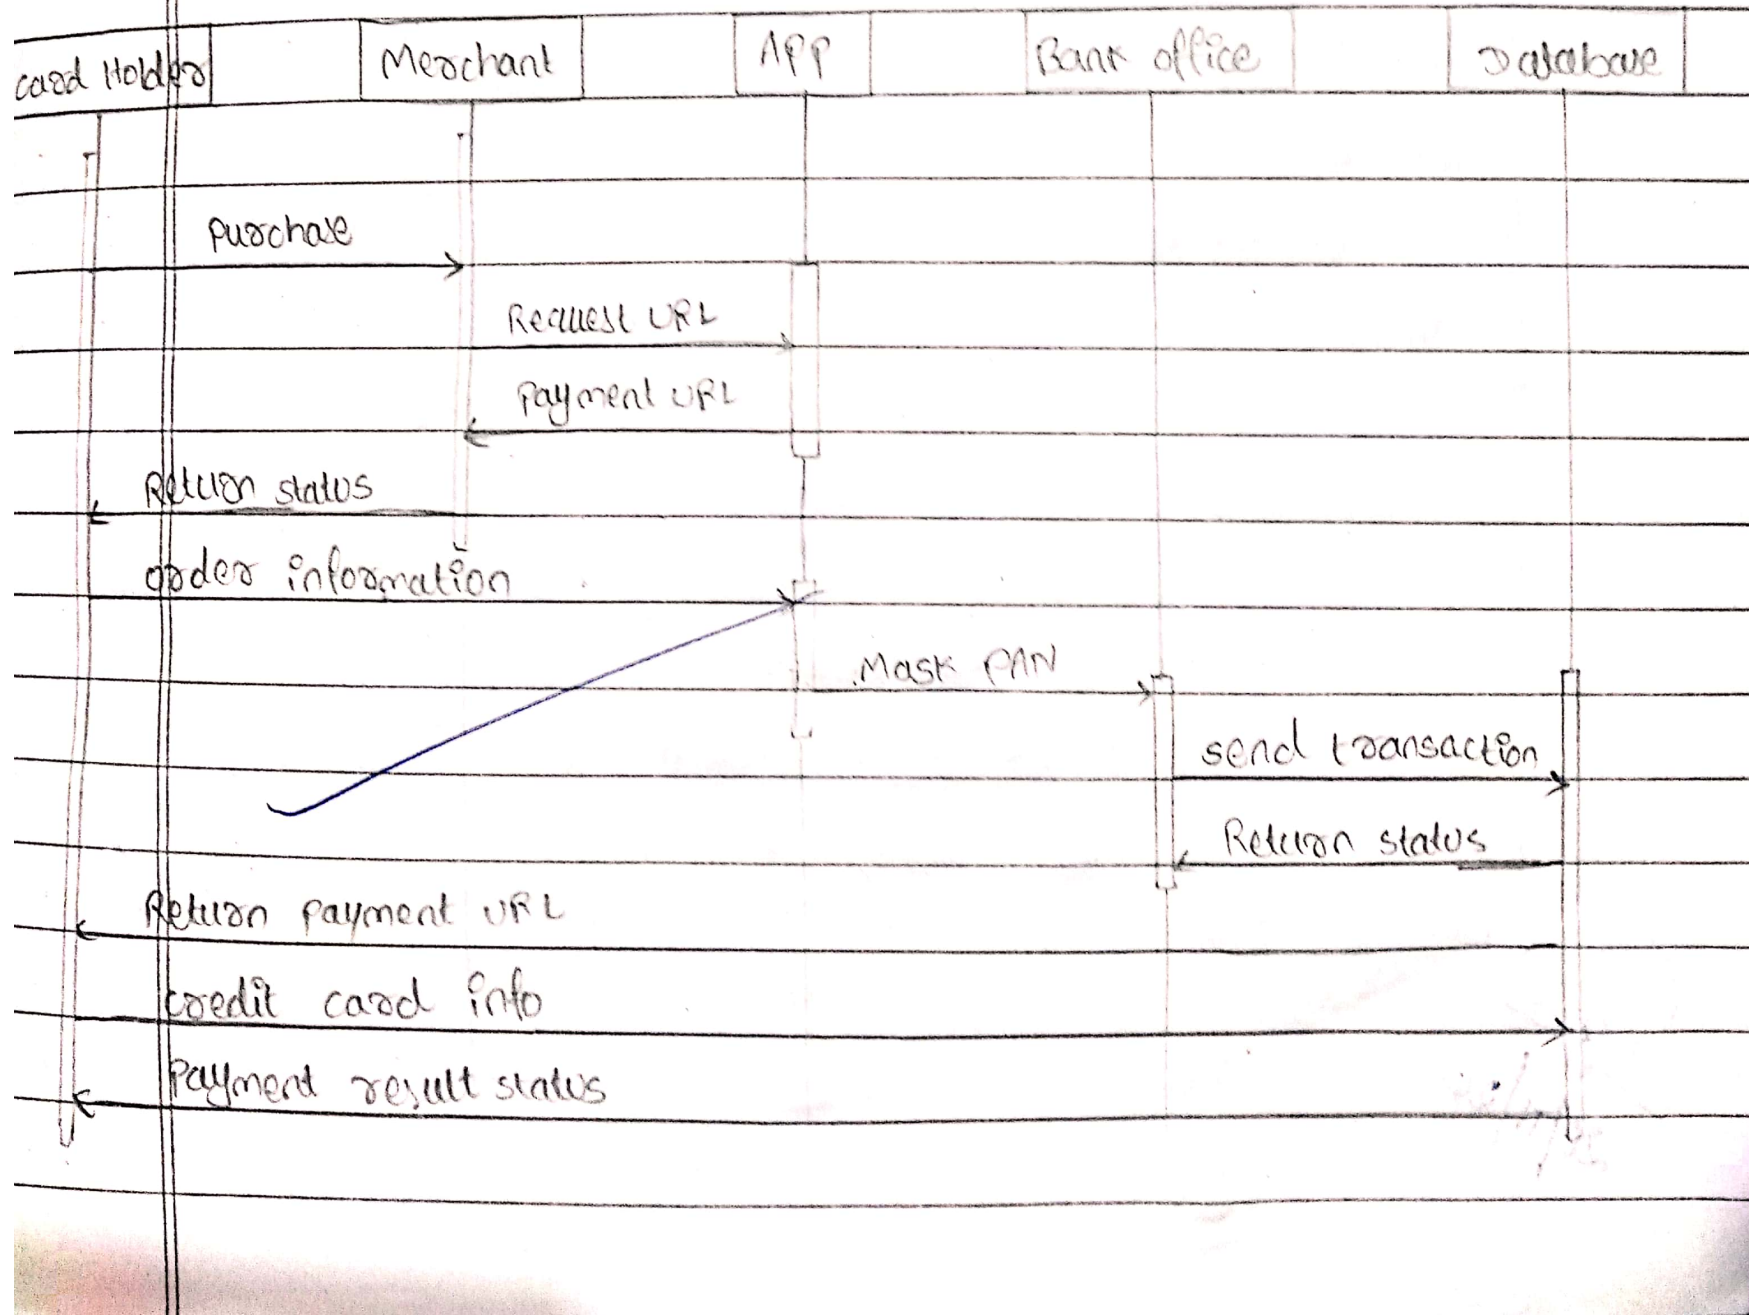 Card Holder Merchant APP Bank office Database
Purchase
Request URL
Payment URL
Return status
order information
Mask PAN
send transaction
Return status
Return payment URL
credit card info
Payment result status